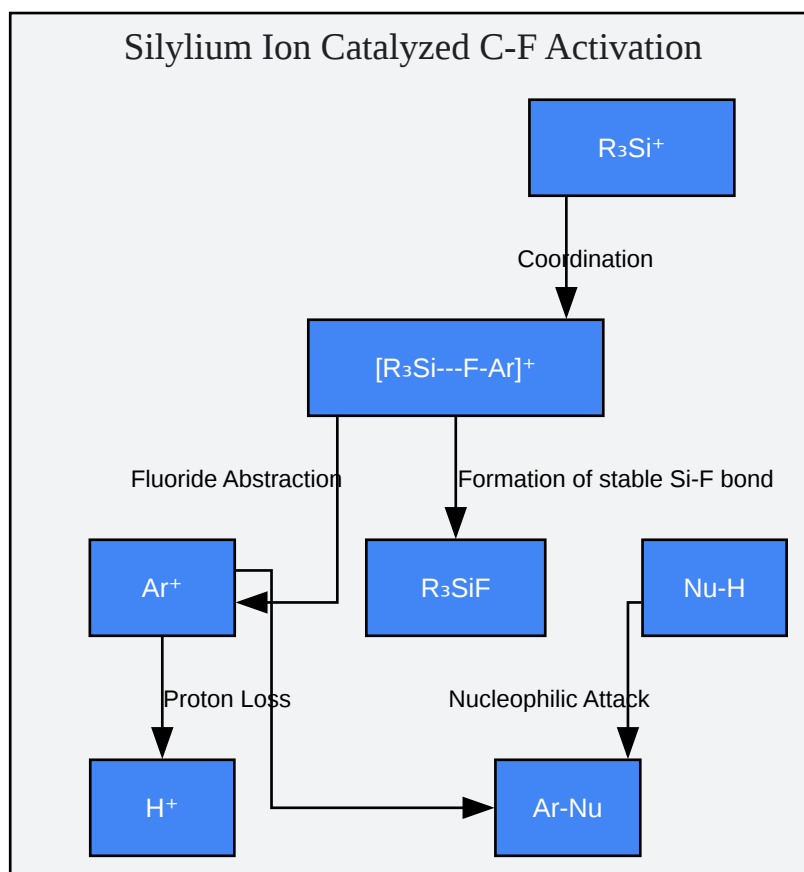 Silylium Ion Catalyzed C-F Activation
R₃Si⁺
Coordination
[R₃Si---F-Ar]⁺
Fluoride Abstraction
Formation of stable Si-F bond
Ar⁺
R₃SiF
Nu-H
Proton Loss
Nucleophilic Attack
H⁺
Ar-Nu